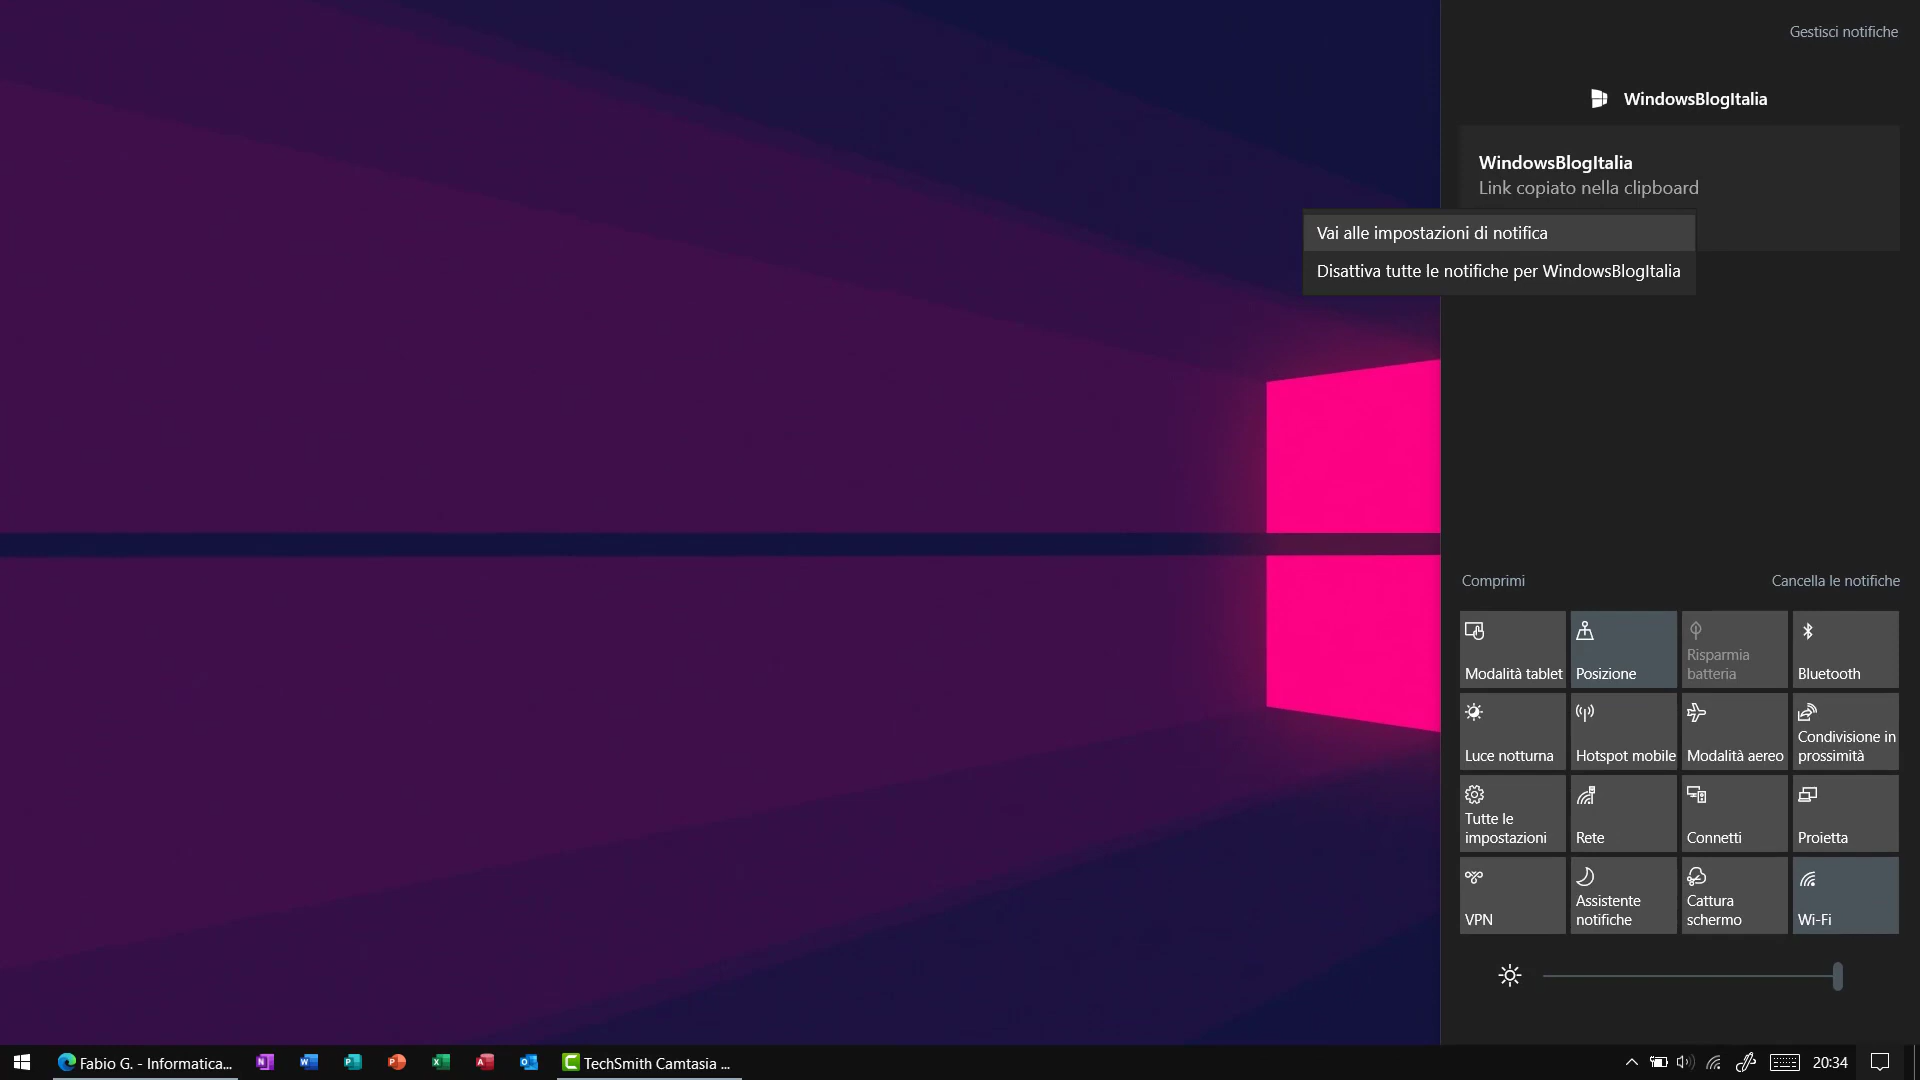 Gestisci notifiche
WindowsBlogItalia
WindowsBlogItalia
Link copiato nella clipboard
Vai alle impostazioni di notifica
Disattiva tutte le notifiche per WindowsBlogItalia
Comprimi
Cancella le notifiche
Modalità tablet
Posizione
Risparmia
batteria
Bluetooth
Luce notturna
Hotspot mobile
Modalità aereo
Condivisione in
prossimità
Tutte le
impostazioni
Rete
Connetti
Proietta
VPN
Assistente
notifiche
Cattura
schermo
Wi-Fi
Fabio G. - Informatica...
TechSmith Camtasia ...
20:34